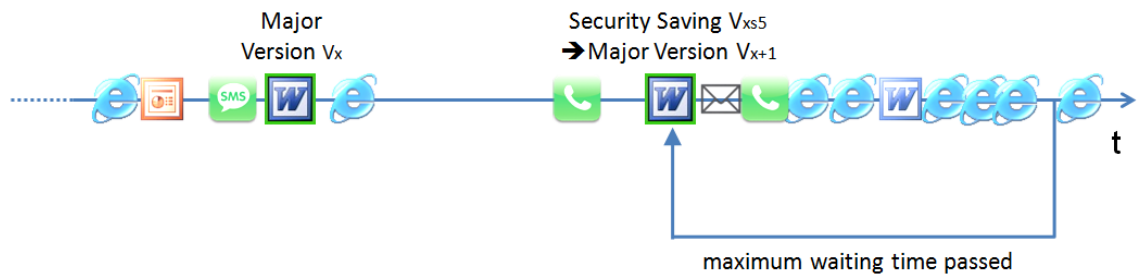 Major
Version Vx
Security Saving Vxs5
➔Major Version Vx+1
SMS
W
W
W
t
maximum waiting time passed